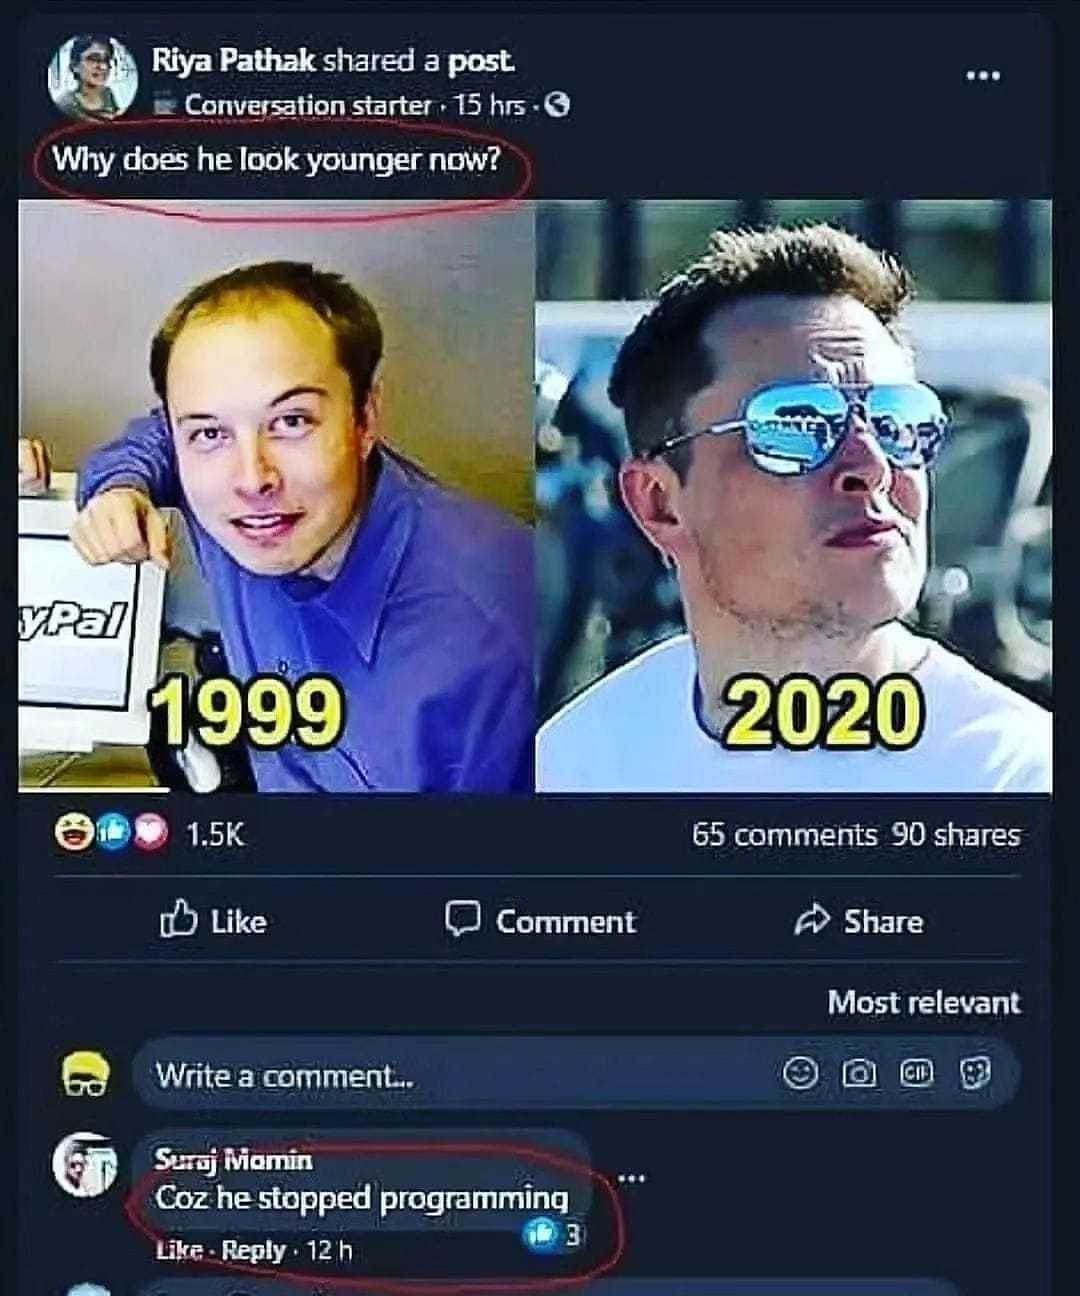 Riya Pathak shared a post.
Conversation starter · 15 hrs ·
Why does he look younger now?
yPal
1999
2020
1.5K
65 comments 90 shares
Like
Comment
Share
Most relevant
Write a comment...
GIF
Suraj Momin
Coz he stopped programming
3
Like · Reply · 12 h